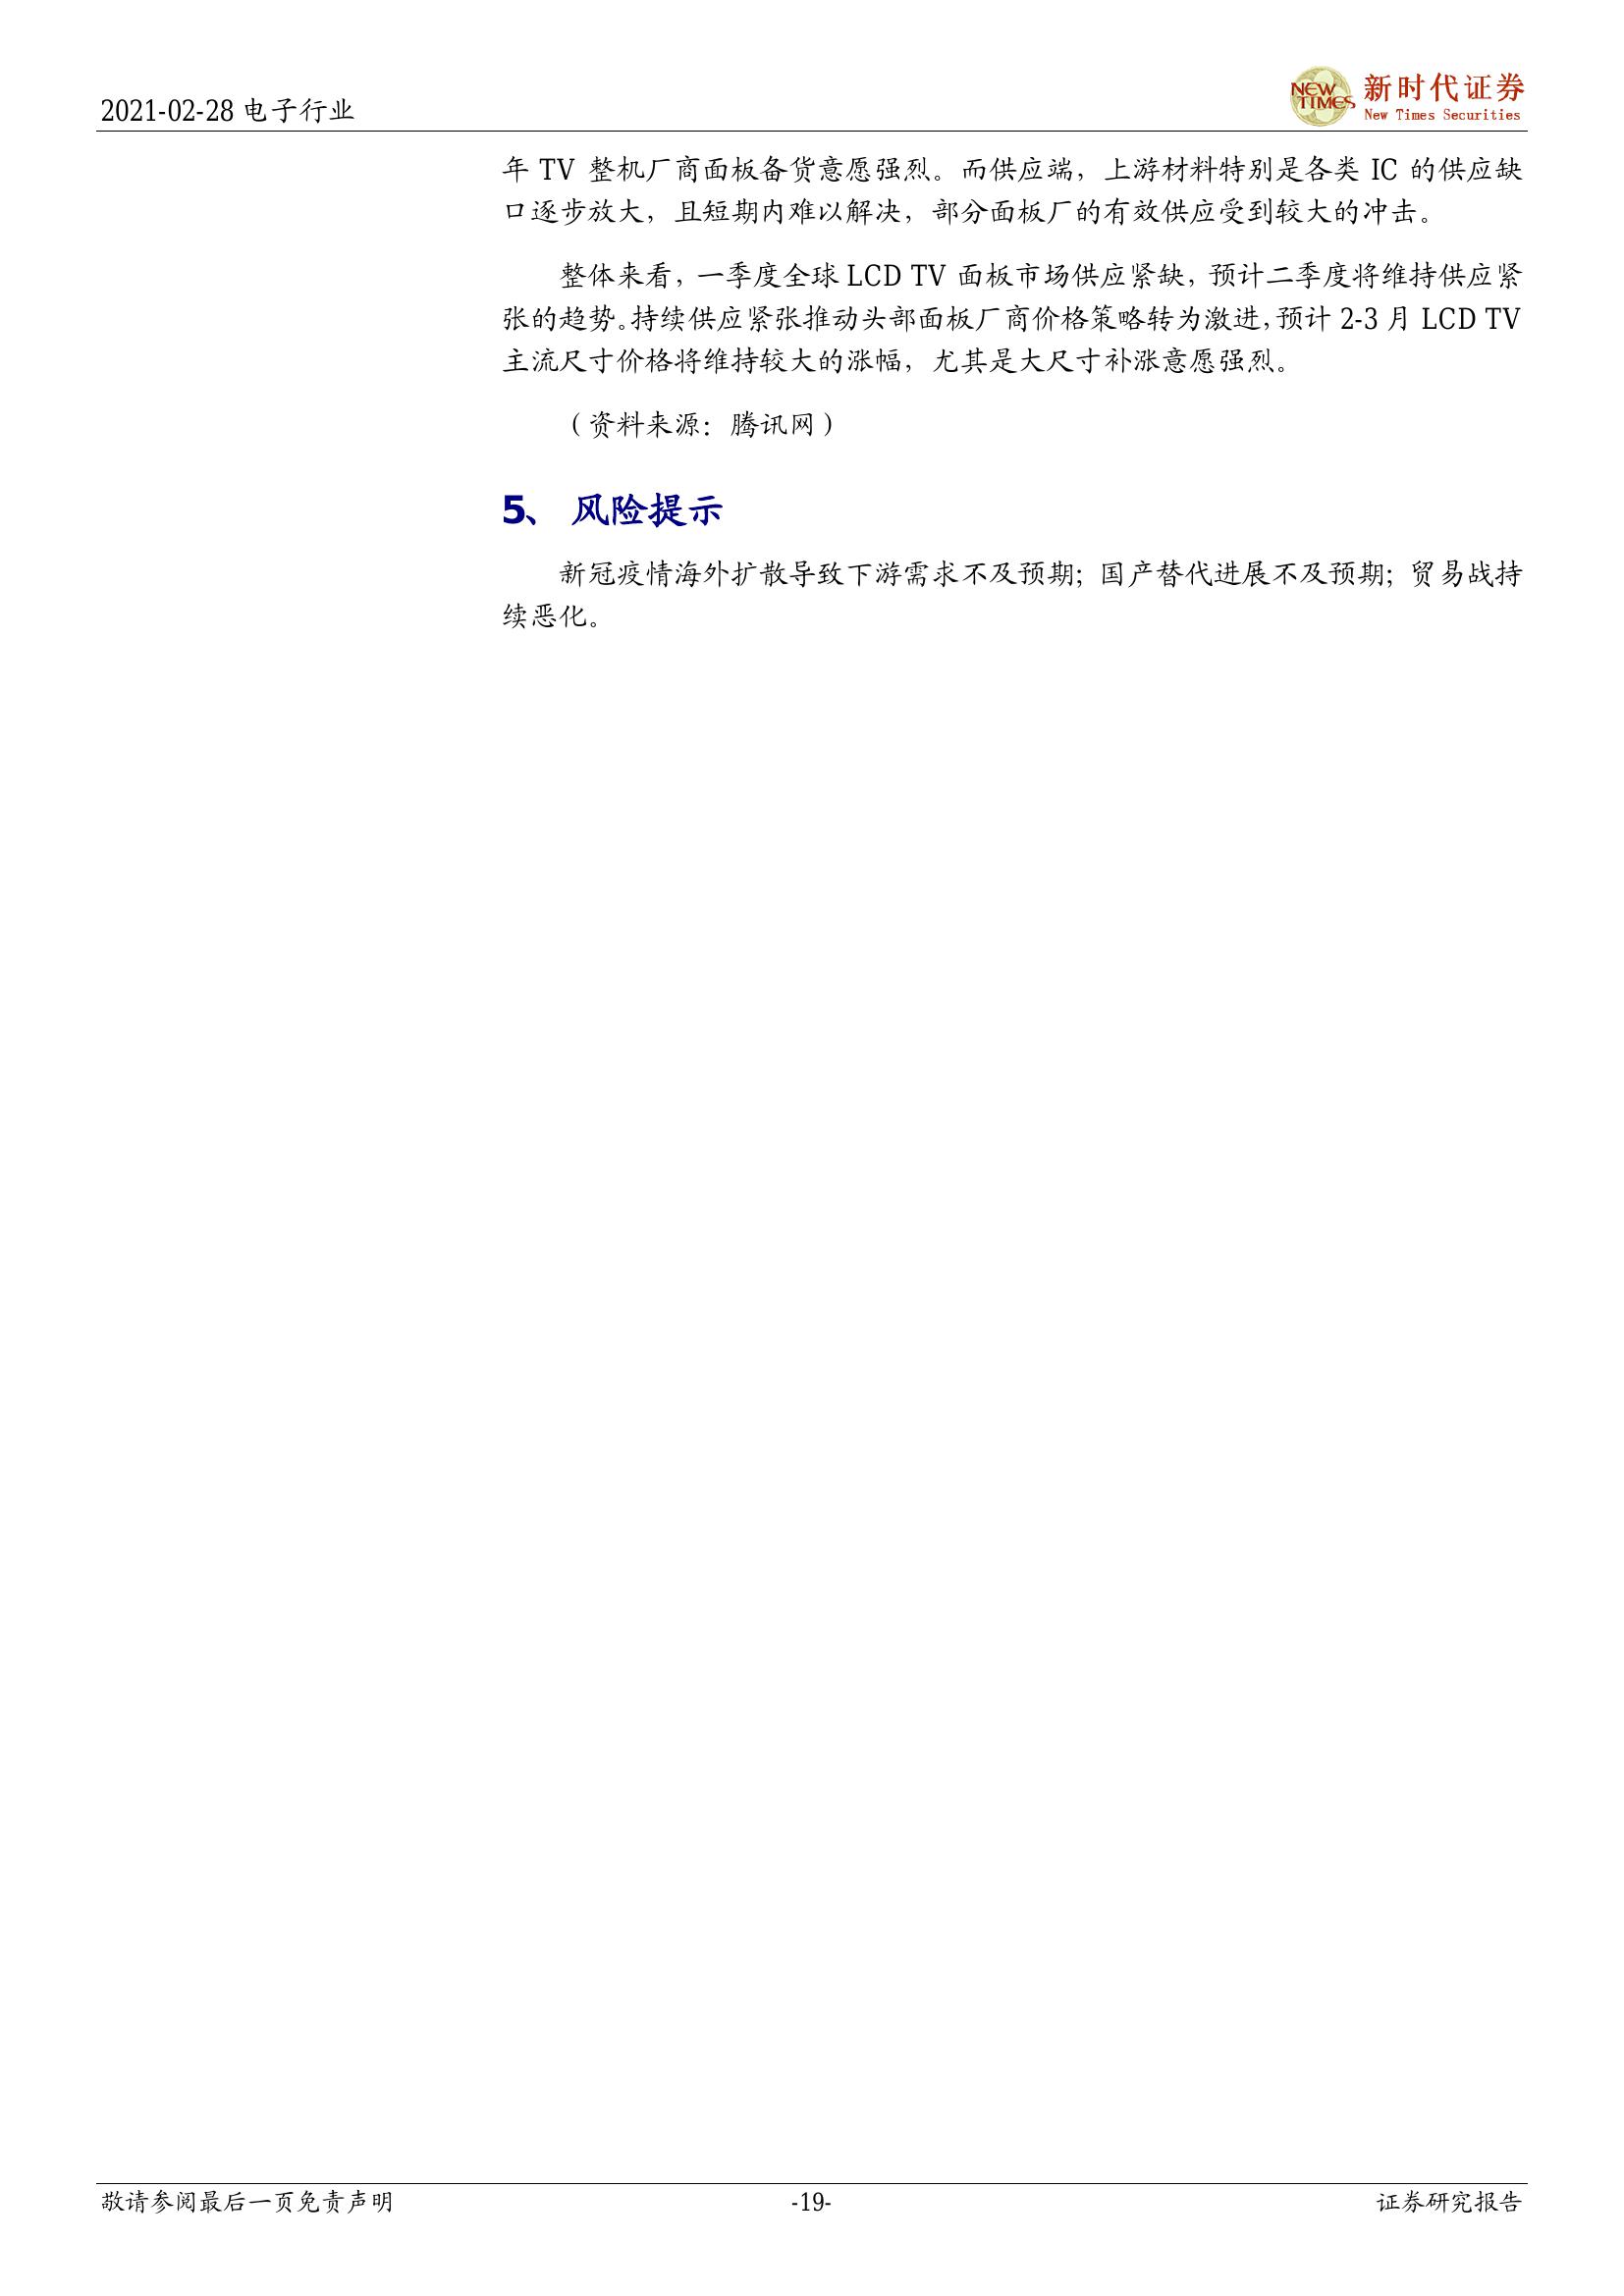 2021-02-28 电子行业
NEW TIMES
新时代证券
New Times Securities
年 TV 整机厂商面板备货意愿强烈。而供应端，上游材料特别是各类 IC 的供应缺
口逐步放大，且短期内难以解决，部分面板厂的有效供应受到较大的冲击。
整体来看，一季度全球 LCD TV 面板市场供应紧缺，预计二季度将维持供应紧
张的趋势。持续供应紧张推动头部面板厂商价格策略转为激进，预计 2-3 月 LCD TV
主流尺寸价格将维持较大的涨幅，尤其是大尺寸补涨意愿强烈。
（资料来源：腾讯网）
5、 风险提示
新冠疫情海外扩散导致下游需求不及预期；国产替代进展不及预期；贸易战持
续恶化。
敬请参阅最后一页免责声明
-19-
证券研究报告